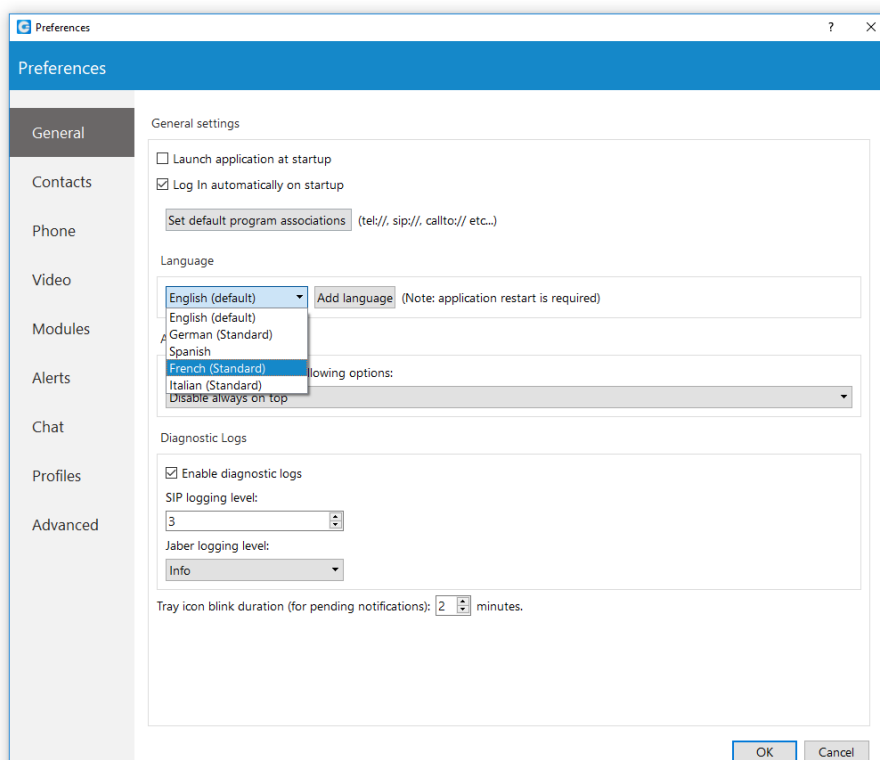 Preferences
?
Preferences
General
Contacts
Phone
Video
Modules
Alerts
Chat
Profiles
Advanced
General settings
Launch application at startup
Log In automatically on startup
Set default program associations (tel://, sip://, callto:// etc...)
Language
English (default) Add language (Note: application restart is required)
English (default)
German (Standard)
Spanish
French (Standard)
Italian (Standard)
options:
Disable always on top
Diagnostic Logs
Enable diagnostic logs
SIP logging level:
3
Jaber logging level:
Info
Tray icon blink duration (for pending notifications): 2 minutes.
OK Cancel